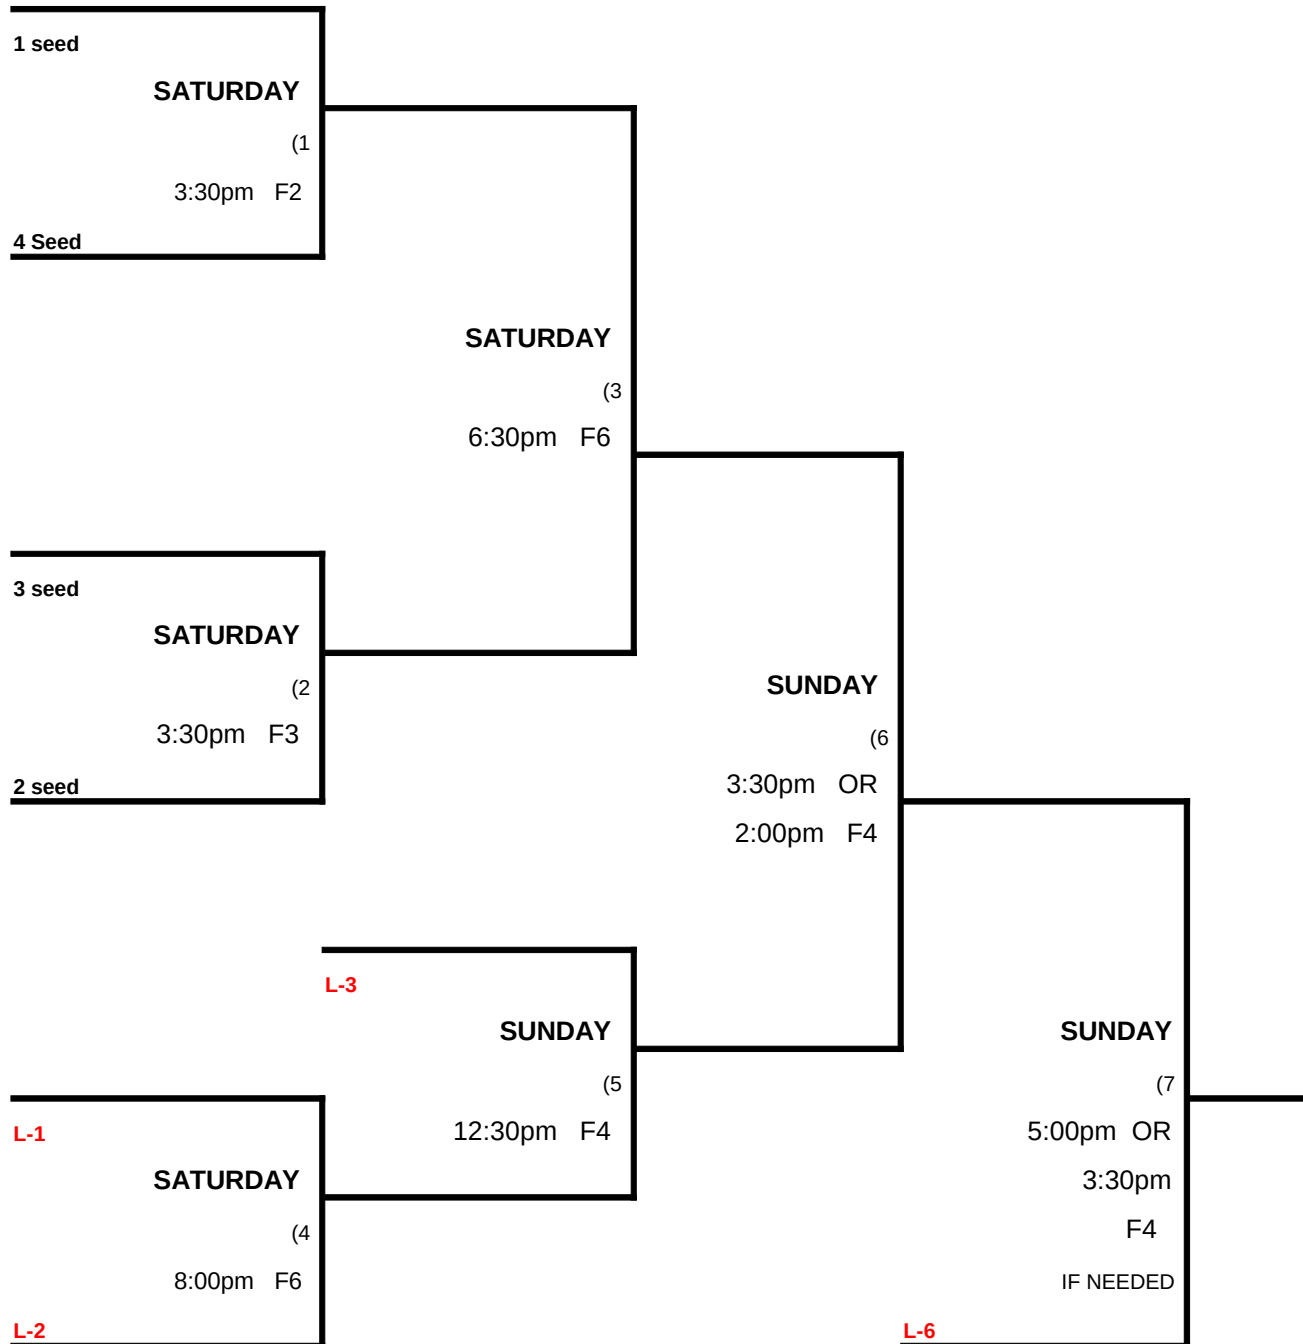 1 seed
SATURDAY
(1
3:30pm F2
4 Seed
SATURDAY
(3
6:30pm F6
3 seed
SATURDAY
(2
3:30pm F3
2 seed
SUNDAY
(6
3:30pm OR
2:00pm F4
L-3
SUNDAY
(5
12:30pm F4
L-1
SATURDAY
(4
8:00pm F6
L-2
SUNDAY
(7
5:00pm OR
3:30pm
F4
IF NEEDED
L-6